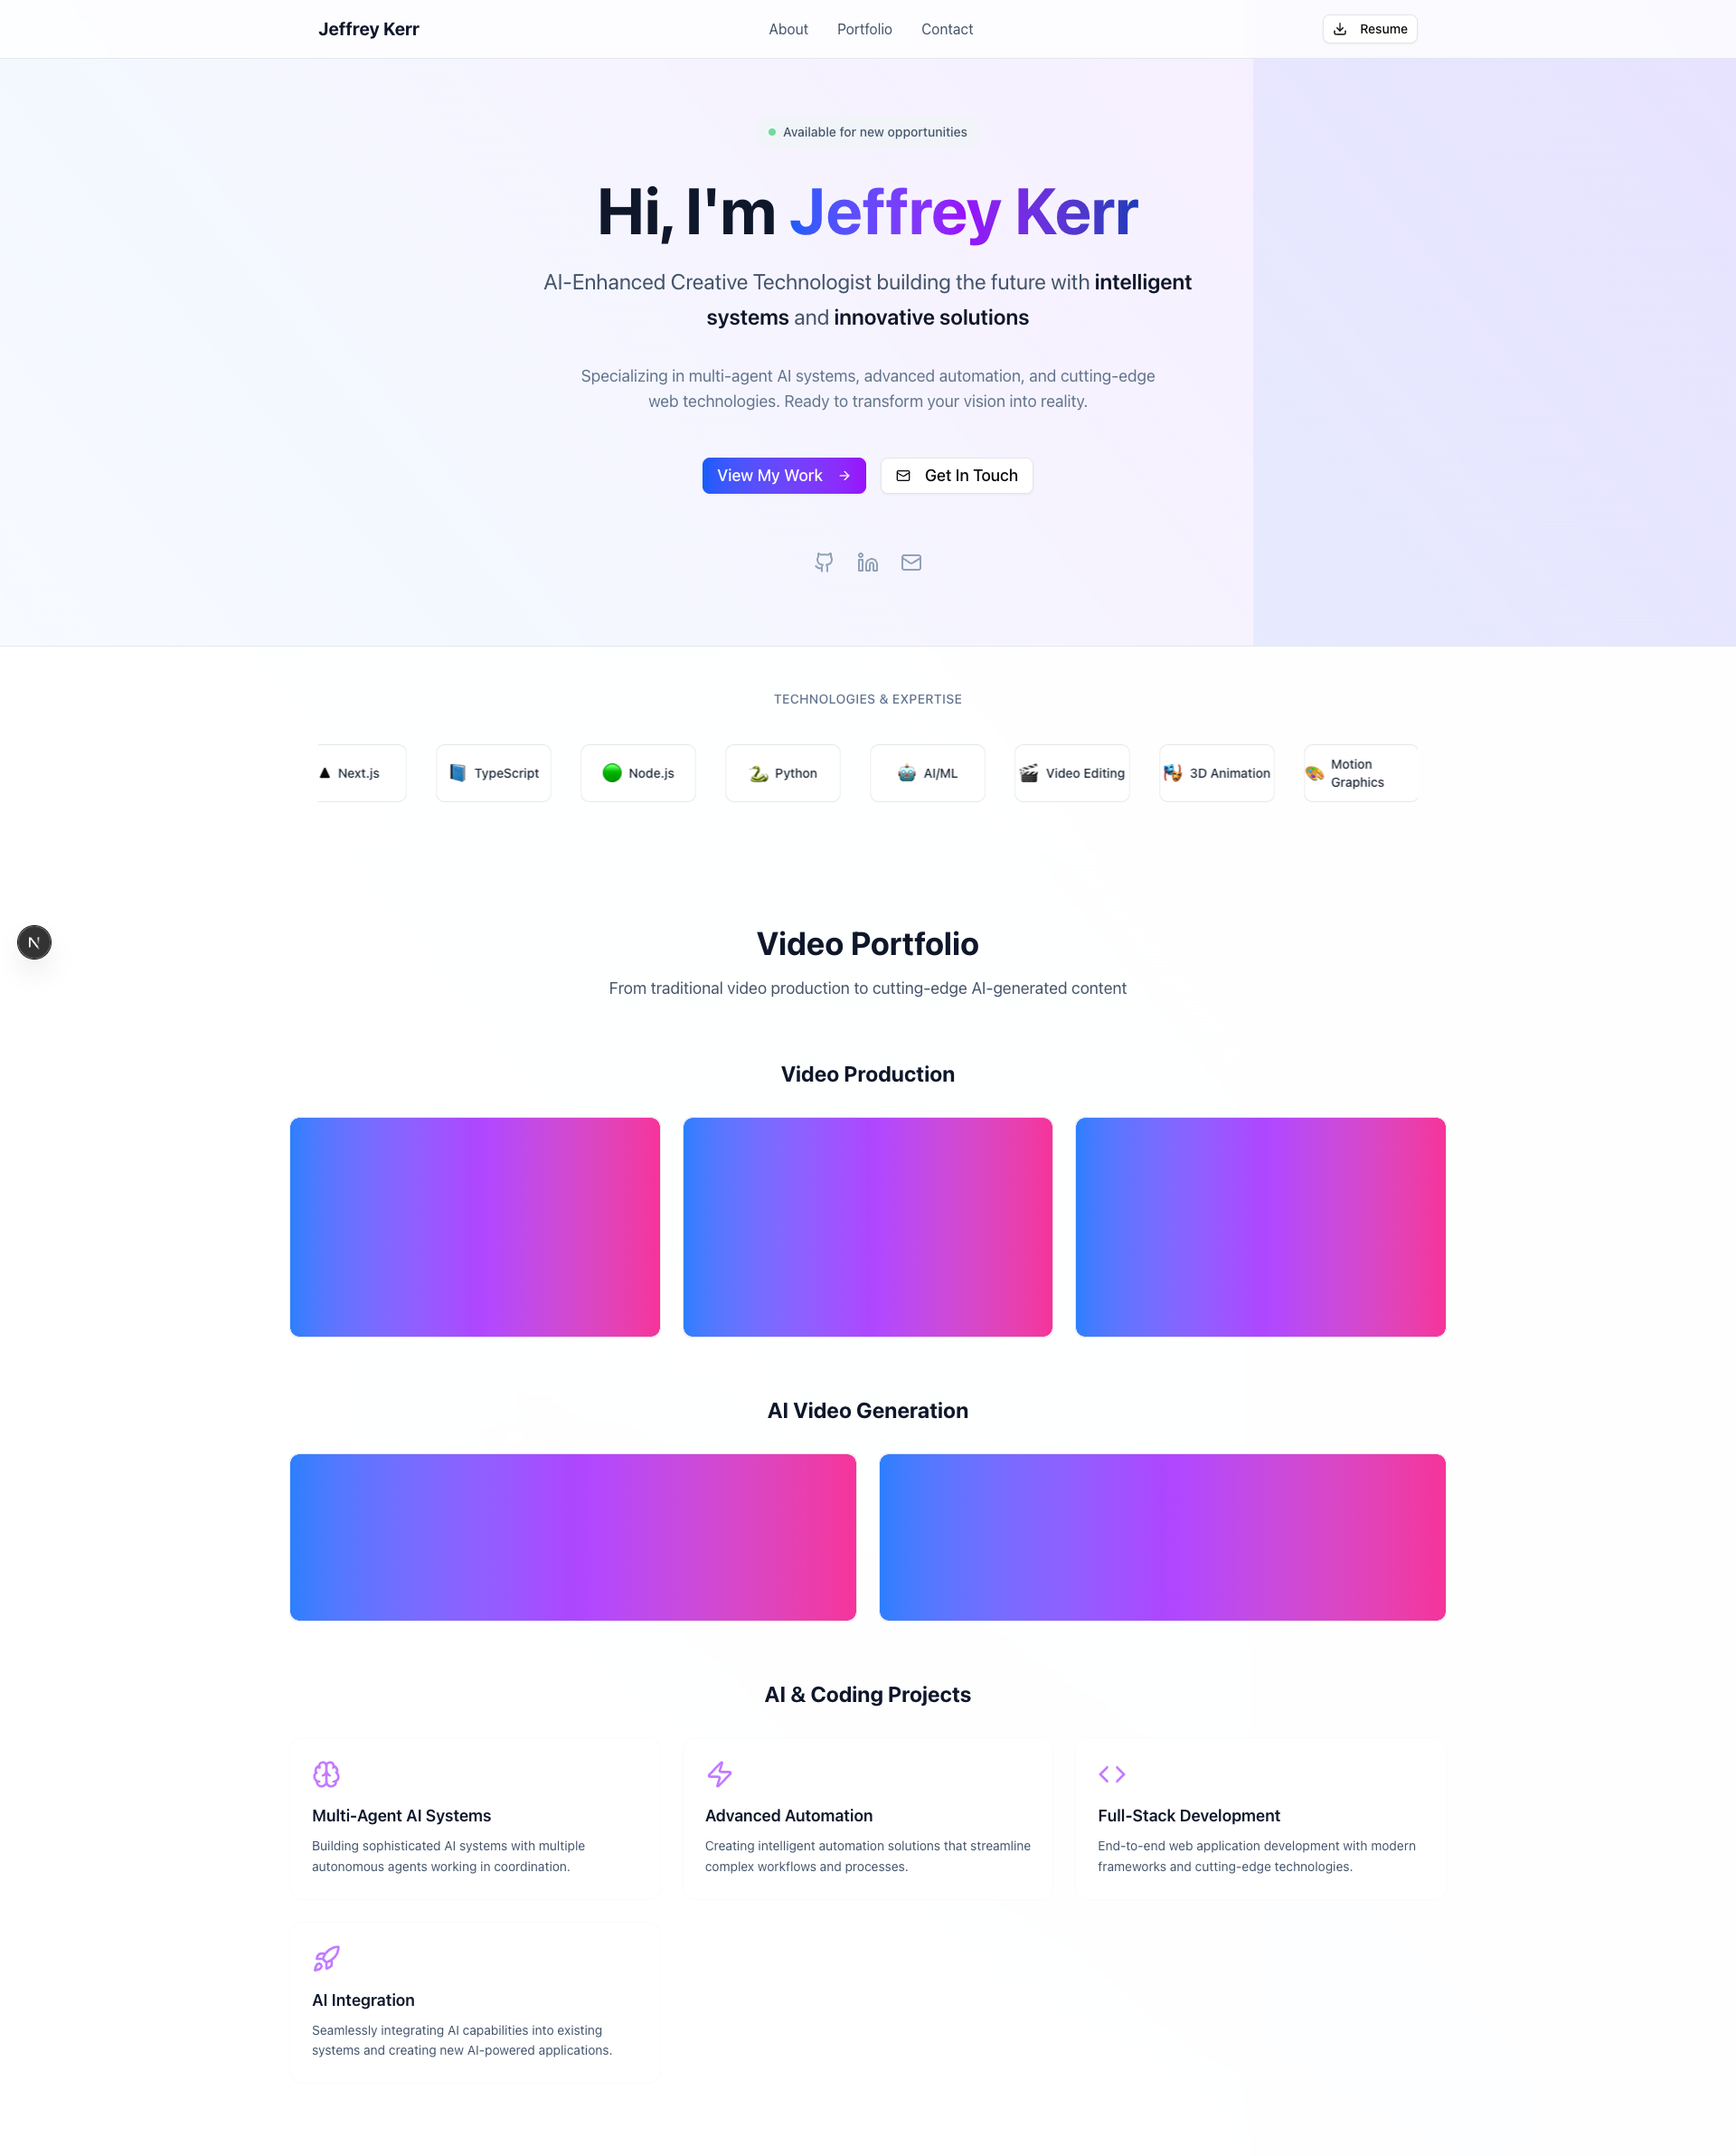 Jeffrey Kerr
About
Portfolio
Contact
Resume
Available for new opportunities
Hi, I'm Jeffrey Kerr
AI-Enhanced Creative Technologist building the future with intelligent
systems and innovative solutions
Specializing in multi-agent AI systems, advanced automation, and cutting-edge
web technologies. Ready to transform your vision into reality.
View My Work
Get In Touch
TECHNOLOGIES & EXPERTISE
Next.js
TypeScript
Node.js
Python
AI/ML
Video Editing
3D Animation
Motion
Graphics
N
Video Portfolio
From traditional video production to cutting-edge AI-generated content
Video Production
AI Video Generation
AI & Coding Projects
Multi-Agent AI Systems
Building sophisticated AI systems with multiple
autonomous agents working in coordination.
Advanced Automation
Creating intelligent automation solutions that streamline
complex workflows and processes.
Full-Stack Development
End-to-end web application development with modern
frameworks and cutting-edge technologies.
AI Integration
Seamlessly integrating AI capabilities into existing
systems and creating new AI-powered applications.